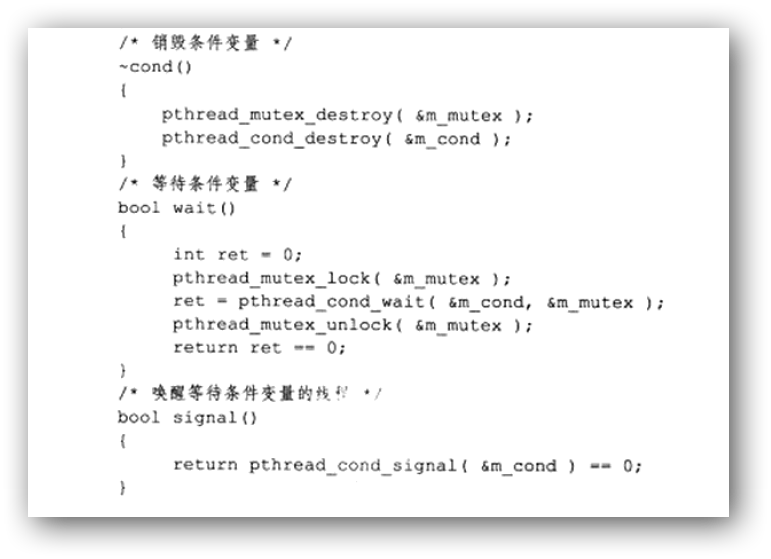 /* 销毁条件变量 */
~cond()
{
pthread_mutex_destroy( &m_mutex );
pthread_cond_destroy( &m_cond );
}
/* 等待条件变量 */
bool wait()
{
int ret = 0;
pthread_mutex_lock( &m_mutex );
ret = pthread_cond_wait( &m_cond, &m_mutex );
pthread_mutex_unlock( &m_mutex );
return ret == 0;
}
/* 唤醒等待条件变量的线程 */
bool signal()
{
return pthread_cond_signal( &m_cond ) == 0;
}